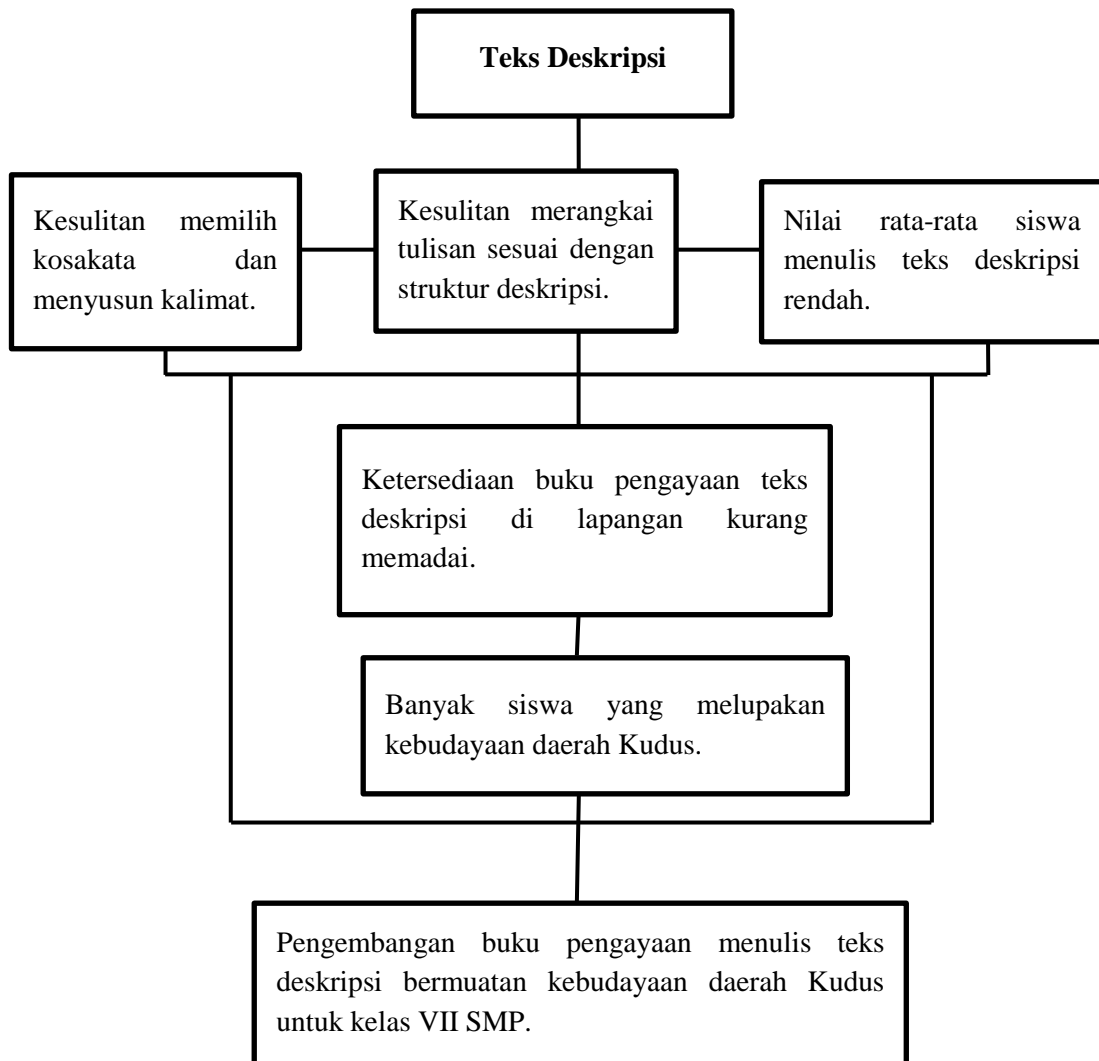 Teks Deskripsi
Kesulitan memilih
kosakata dan
menyusun kalimat.
Kesulitan merangkai
tulisan sesuai dengan
struktur deskripsi.
Nilai rata-rata siswa
menulis teks deskripsi
rendah.
Ketersediaan buku pengayaan teks
deskripsi di lapangan kurang
memadai.
Banyak siswa yang melupakan
kebudayaan daerah Kudus.
Pengembangan buku pengayaan menulis teks
deskripsi bermuatan kebudayaan daerah Kudus
untuk kelas VII SMP.